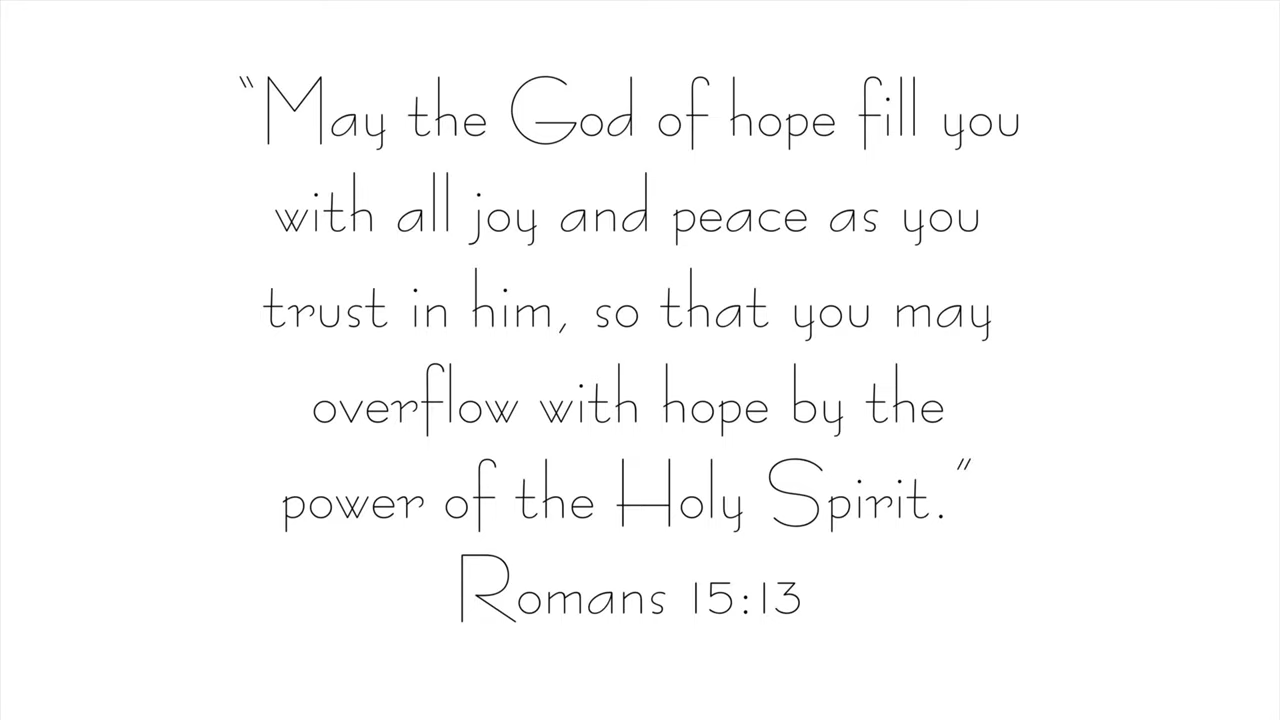 “May the God of hope fill you
with all joy and peace as you
trust in him, so that you may
overflow with hope by the
power of the Holy Spirit.”
Romans 15:13